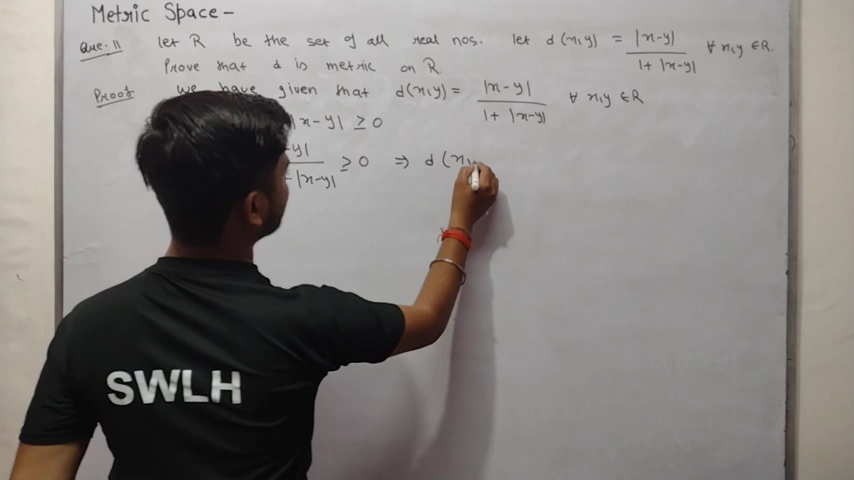 Metric Space -
Que. 11 let R be the set of all real nos. let d(x,y) = |x-y| / 1+ |x-y| ∀ x,y ∈ R.
Prove that d is metric on R.
Proof we have given that d(x,y) = |x-y| / 1+ |x-y| ∀ x,y ∈ R
|x-y| ≥ 0
-y| / + |x-y| ≥ 0 ⇒ d (x,
SWLH